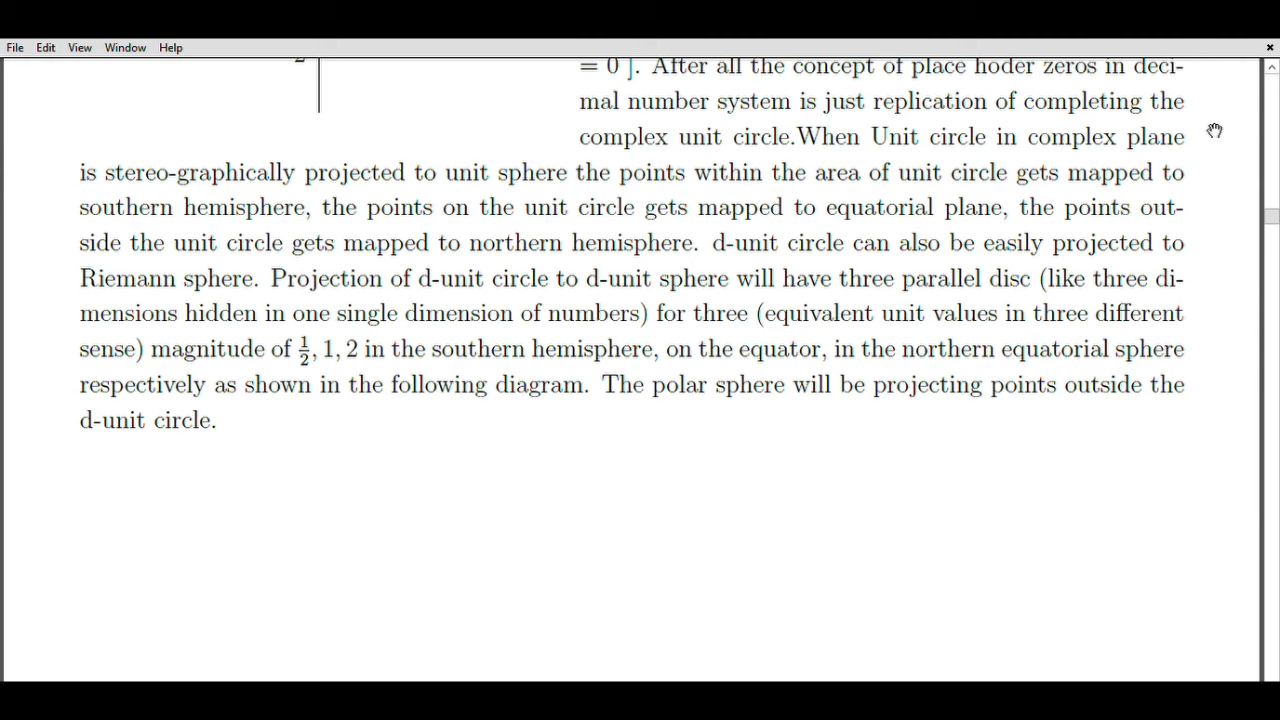 File Edit View Window Help
= 0 ]. After all the concept of place hoder zeros in deci-
mal number system is just replication of completing the
complex unit circle.When Unit circle in complex plane
is stereo-graphically projected to unit sphere the points within the area of unit circle gets mapped to
southern hemisphere, the points on the unit circle gets mapped to equatorial plane, the points out-
side the unit circle gets mapped to northern hemisphere. d-unit circle can also be easily projected to
Riemann sphere. Projection of d-unit circle to d-unit sphere will have three parallel disc (like three di-
mensions hidden in one single dimension of numbers) for three (equivalent unit values in three different
sense) magnitude of 1/2, 1, 2 in the southern hemisphere, on the equator, in the northern equatorial sphere
respectively as shown in the following diagram. The polar sphere will be projecting points outside the
d-unit circle.